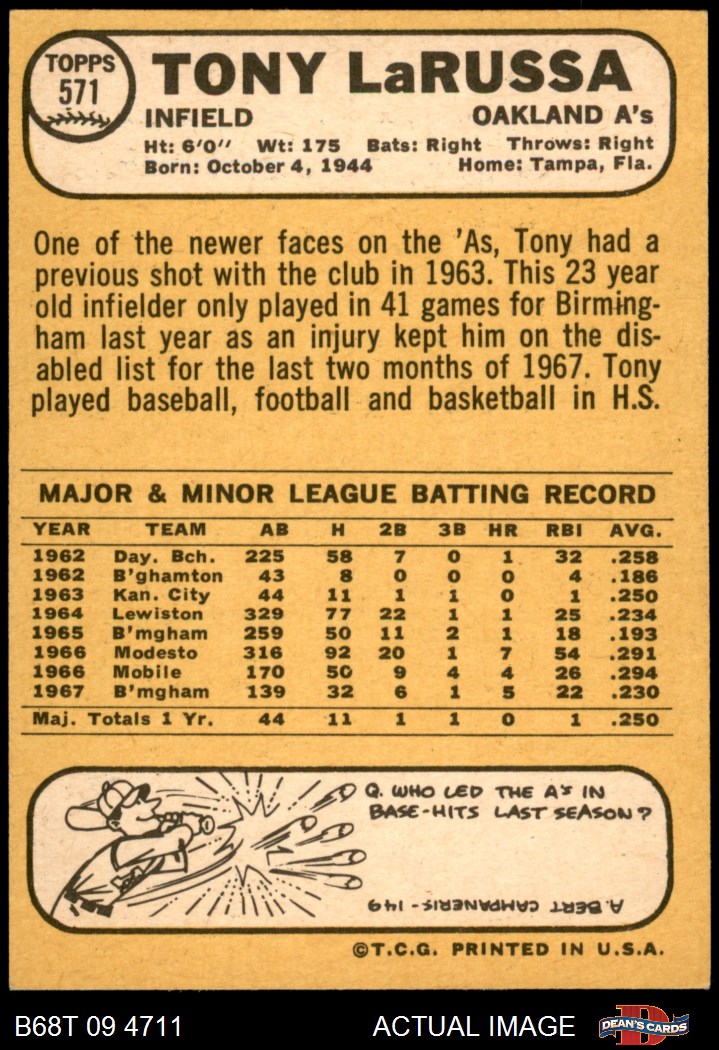 TOPPS
571
TONY LaRUSSA
INFIELD OAKLAND A's
Ht: 6'0" Wt: 175 Bats: Right Throws: Right
Born: October 4, 1944 Home: Tampa, Fla.
One of the newer faces on the 'As, Tony had a
previous shot with the club in 1963. This 23 year
old infielder only played in 41 games for Birming-
ham last year as an injury kept him on the dis-
abled list for the last two months of 1967. Tony
played baseball, football and basketball in H.S.
MAJOR & MINOR LEAGUE BATTING RECORD
YEAR TEAM AB H 2B 3B HR RBI AVG.
1962 Day. Bch. 225 58 7 0 1 32 .258
1962 B'ghamton 43 8 0 0 0 4 .186
1963 Kan. City 44 11 1 1 0 1 .250
1964 Lewiston 329 77 22 1 1 25 .234
1965 B'mgham 259 50 11 2 1 18 .193
1966 Modesto 316 92 20 1 7 54 .291
1966 Mobile 170 50 9 4 4 26 .294
1967 B'mgham 139 32 6 1 5 22 .230
Maj. Totals 1 Yr. 44 11 1 1 0 1 .250
Q. WHO LED THE A's IN
BASE-HITS LAST SEASON?
A. BERT CAMPANERIS - 149
©T.C.G. PRINTED IN U.S.A.
B68T 09 4711 ACTUAL IMAGE
D
DEAN'S CARDS